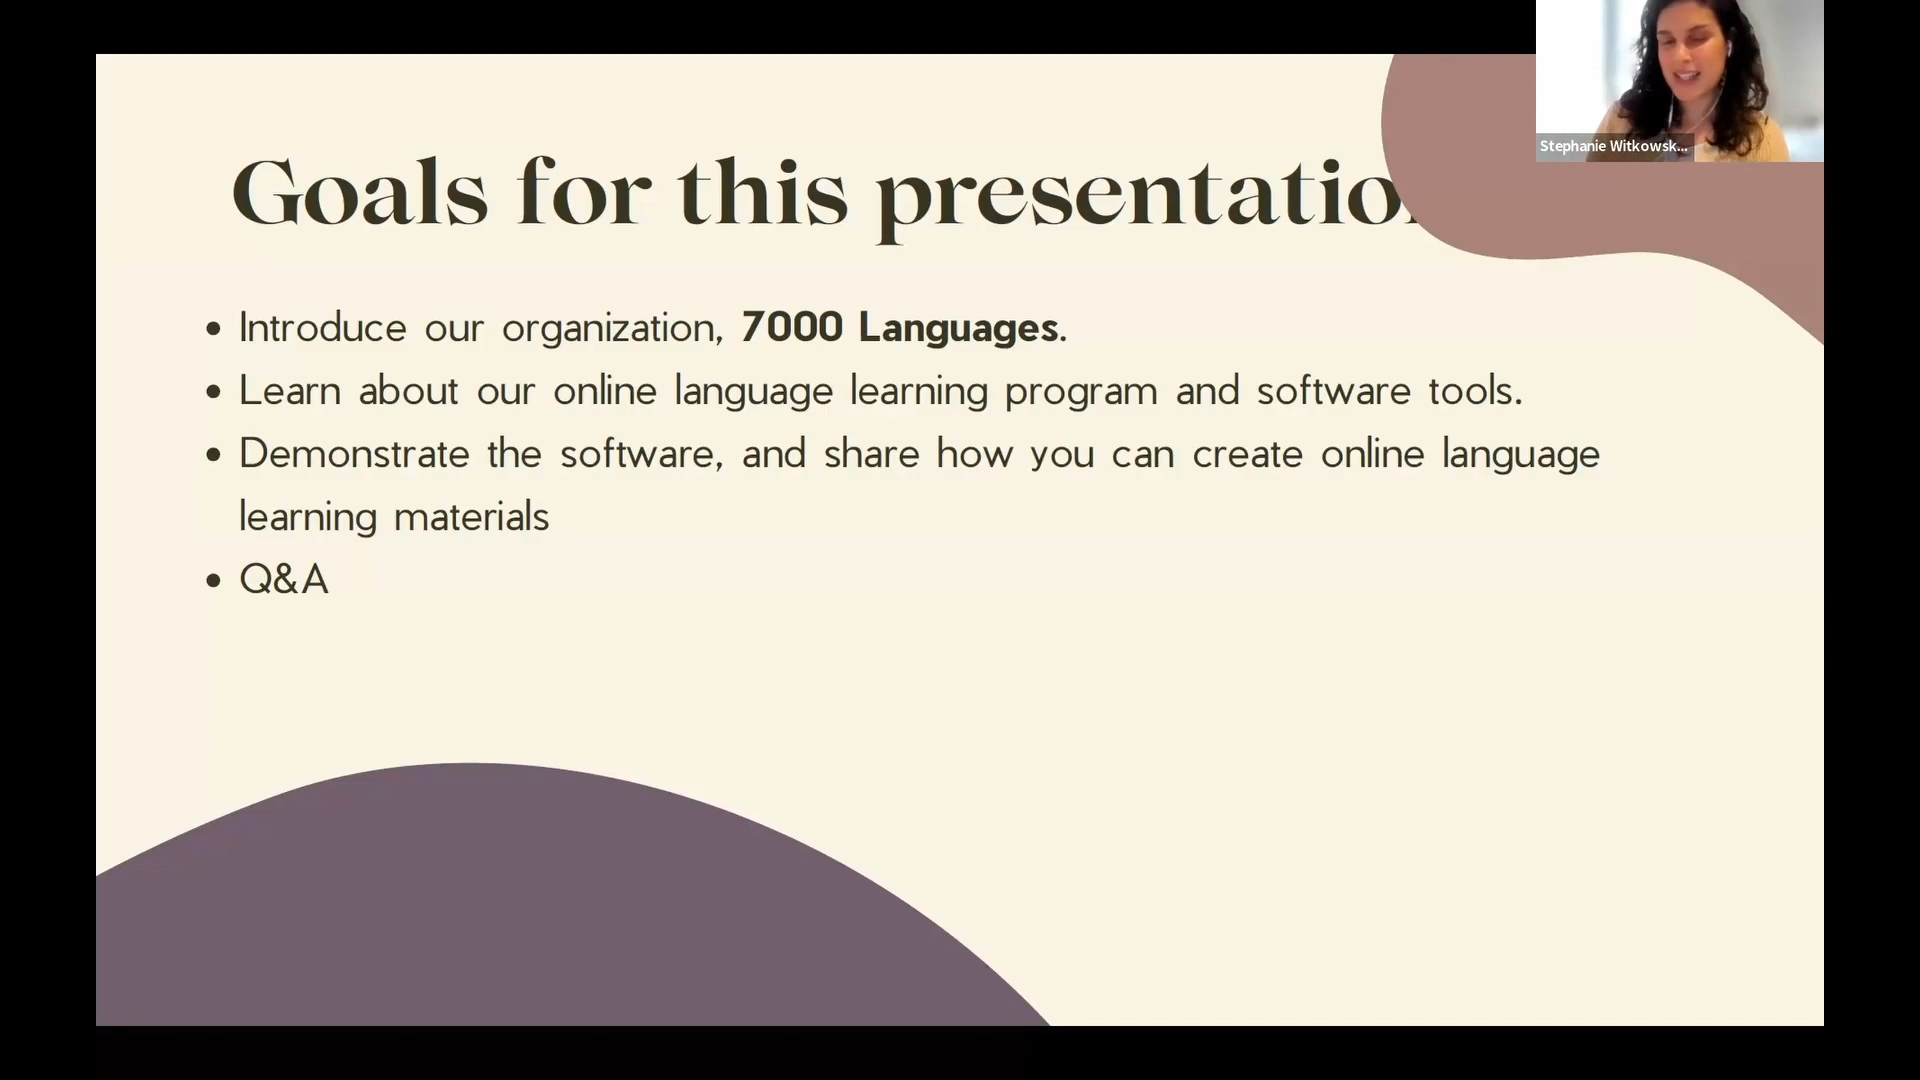 Goals for this presentatio
• Introduce our organization, 7000 Languages.
• Learn about our online language learning program and software tools.
• Demonstrate the software, and share how you can create online language
learning materials
• Q&A
Stephanie Witkowsk...